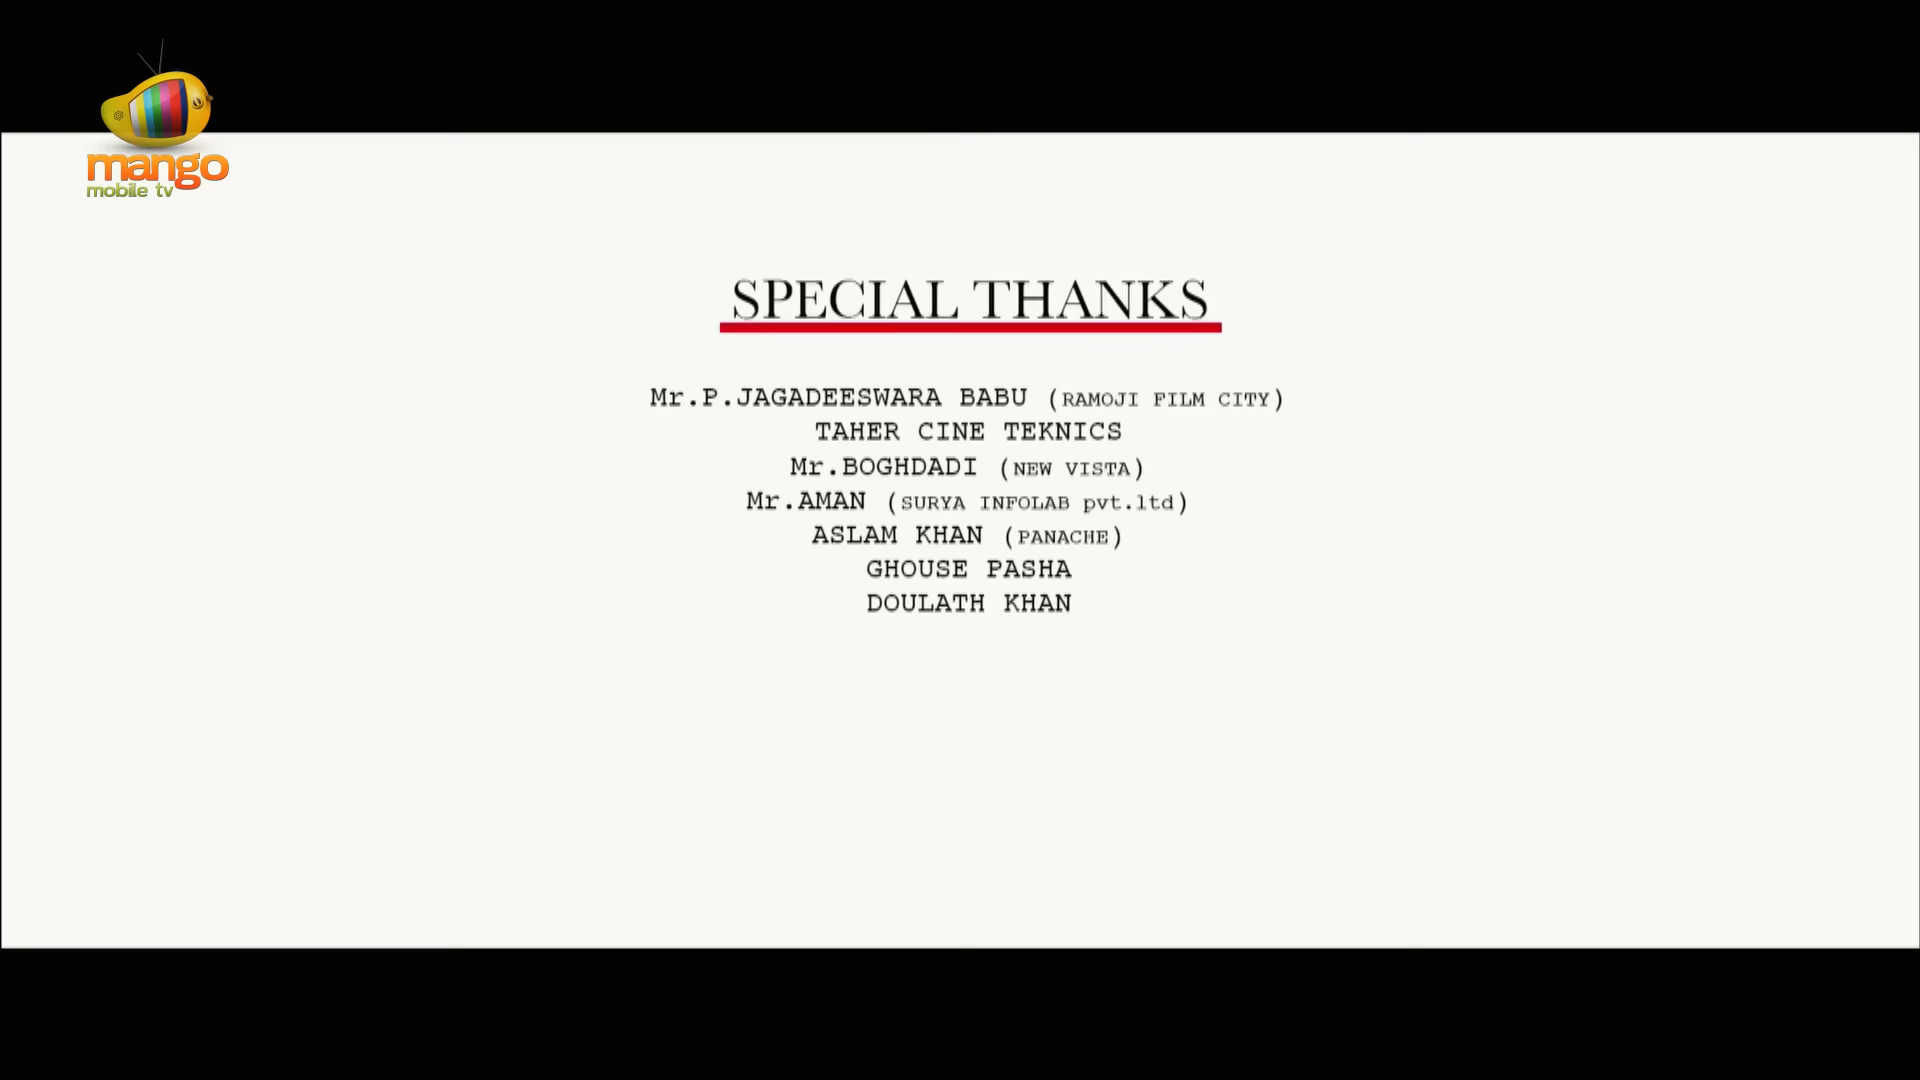 mango
mobile tv
SPECIAL THANKS
Mr.P.JAGADEESWARA BABU (RAMOJI FILM CITY)
TAHER CINE TEKNICS
Mr.BOGHDADI (NEW VISTA)
Mr.AMAN (SURYA INFOLAB pvt.ltd)
ASLAM KHAN (PANACHE)
GHOUSE PASHA
DOULATH KHAN